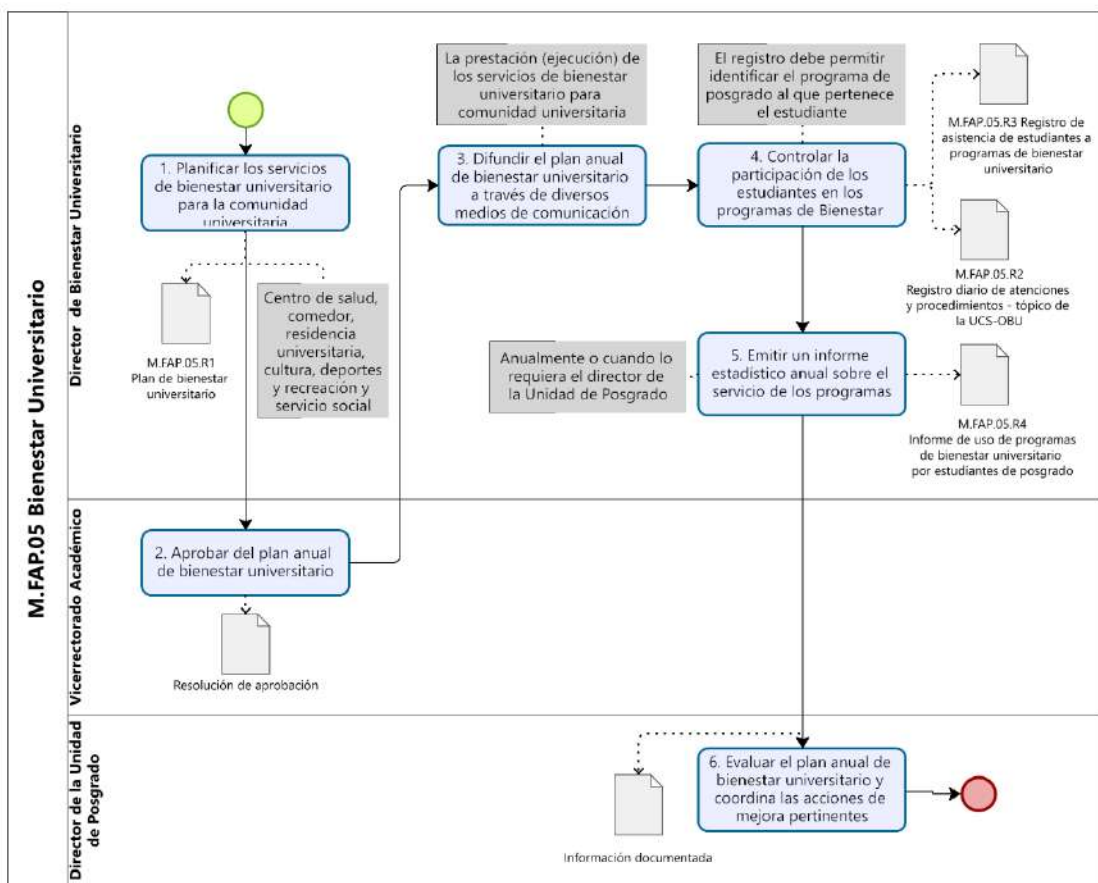 M.FAP.05 Bienestar Universitario
Director de Bienestar Universitario
1. Planificar los servicios
de bienestar universitario
para la comunidad
universitaria
M.FAP.05.R1
Plan de bienestar
universitario
Centro de salud,
comedor,
residencia
universitaria,
cultura, deportes
y recreación y
servicio social
La prestación (ejecución) de
los servicios de bienestar
universitario para
comunidad universitaria
3. Difundir el plan anual
de bienestar universitario
a través de diversos
medios de comunicación
El registro debe permitir
identificar el programa de
posgrado al que pertenece
el estudiante
4. Controlar la
participación de los
estudiantes en los
programas de Bienestar
M.FAP.05.R3 Registro de
asistencia de estudiantes a
programas de bienestar
universitario
M.FAP.05.R2
Registro diario de atenciones
y procedimientos - tópico de
la UCS-OBU
Anualmente o cuando lo
requiera el director de
la Unidad de Posgrado
5. Emitir un informe
estadístico anual sobre el
servicio de los programas
M.FAP.05.R4
Informe de uso de programas
de bienestar universitario
por estudiantes de posgrado
Vicerrectorado Académico
2. Aprobar del plan anual
de bienestar universitario
Resolución de aprobación
Director de la Unidad
de Posgrado
6. Evaluar el plan anual de
bienestar universitario y
coordina las acciones de
mejora pertinentes
Información documentada